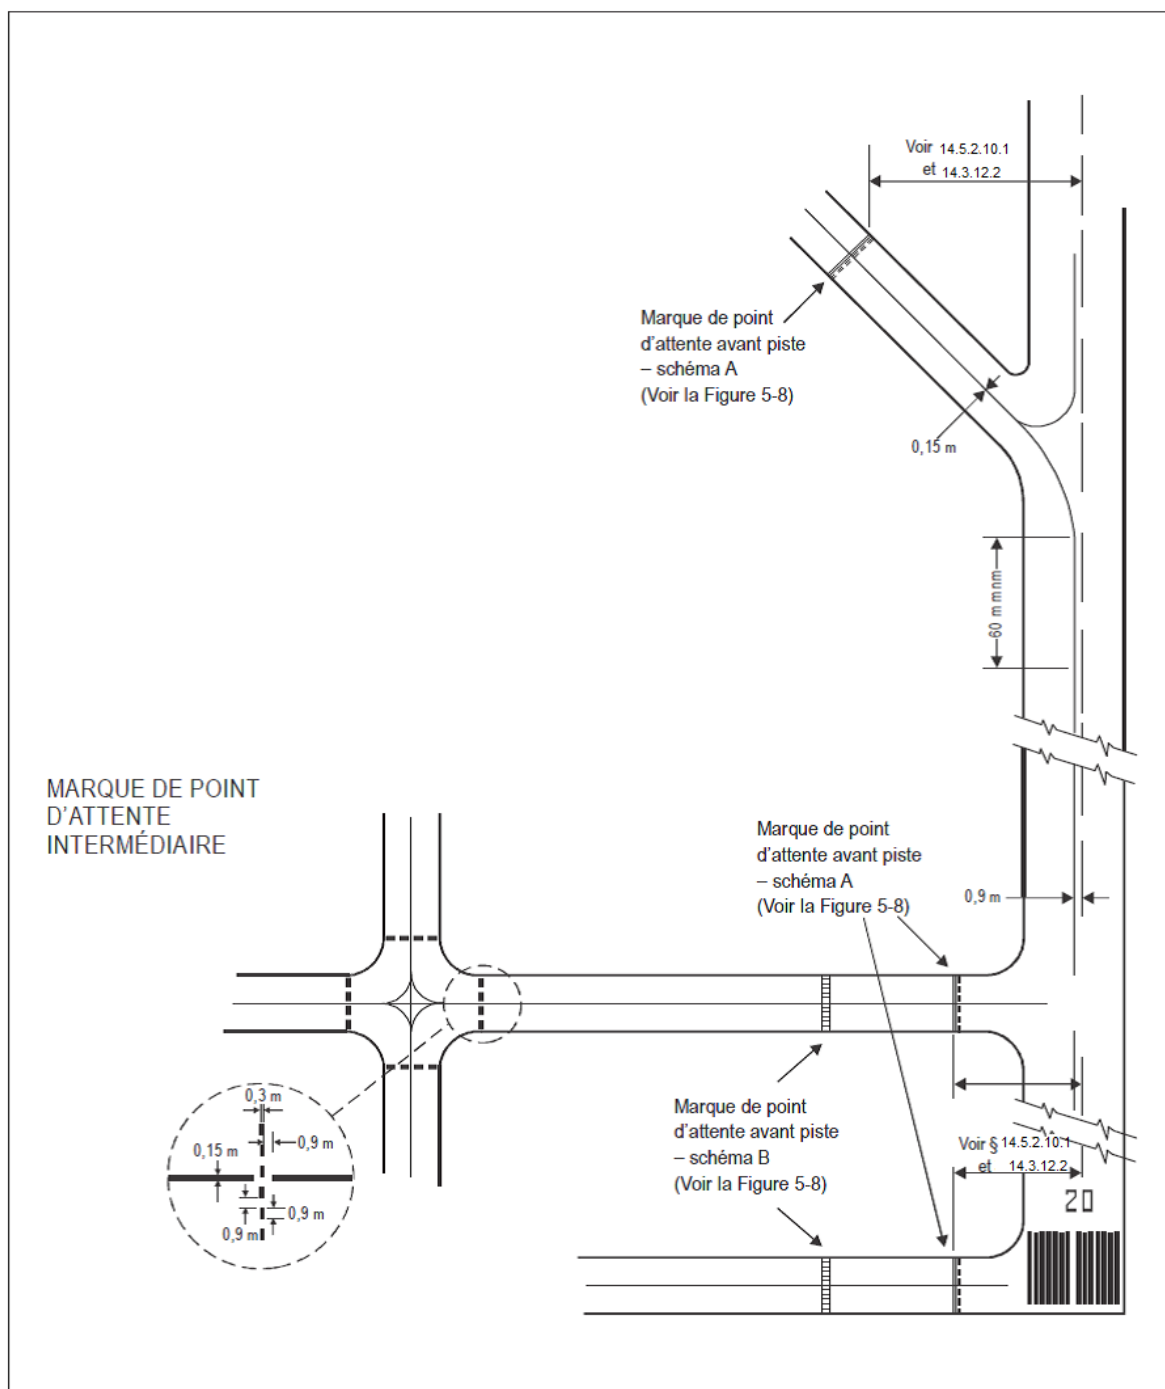 Voir 14.5.2.10.1
et 14.3.12.2
Marque de point
d'attente avant piste
– schéma A
(Voir la Figure 5-8)
0,15 m
60 m mnm
MARQUE DE POINT
D'ATTENTE
INTERMÉDIAIRE
Marque de point
d'attente avant piste
– schéma A
(Voir la Figure 5-8)
0,9 m
0,3 m
0,15 m
0,9 m
0,9 m
0,9 m
Marque de point
d'attente avant piste
– schéma B
(Voir la Figure 5-8)
Voir § 14.5.2.10.1
et 14.3.12.2
20